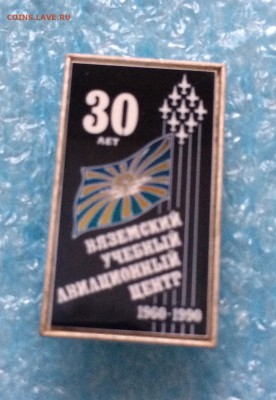 COINS.LAVE.RU
30
ЛЕТ
ВЯЗЕМСКИЙ
УЧЕБНЫЙ
АВИАЦИОННЫЙ
ЦЕНТР
1960-1990